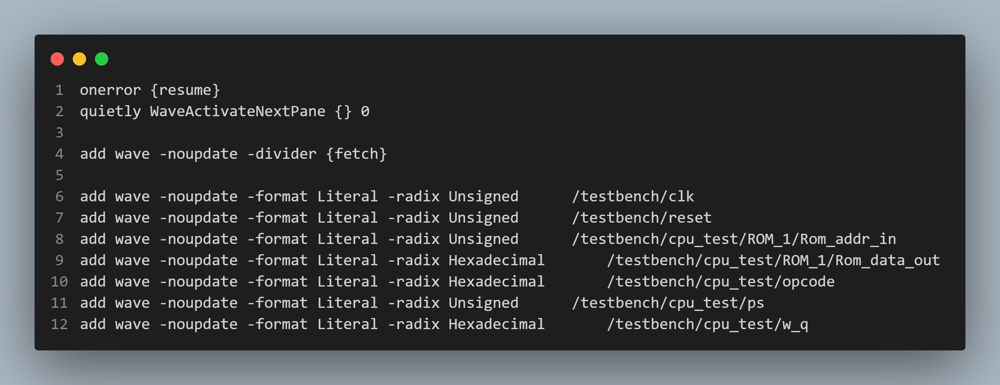 1 onerror {resume}
2 quietly WaveActivateNextPane {} 0
3
4 add wave -noupdate -divider {fetch}
5
6 add wave -noupdate -format Literal -radix Unsigned      /testbench/clk
7 add wave -noupdate -format Literal -radix Unsigned      /testbench/reset
8 add wave -noupdate -format Literal -radix Unsigned      /testbench/cpu_test/ROM_1/Rom_addr_in
9 add wave -noupdate -format Literal -radix Hexadecimal       /testbench/cpu_test/ROM_1/Rom_data_out
10 add wave -noupdate -format Literal -radix Hexadecimal       /testbench/cpu_test/opcode
11 add wave -noupdate -format Literal -radix Unsigned      /testbench/cpu_test/ps
12 add wave -noupdate -format Literal -radix Hexadecimal       /testbench/cpu_test/w_q